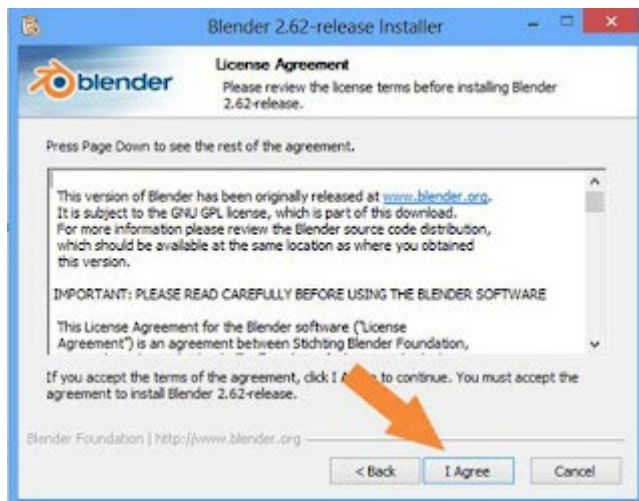 Blender 2.62-release Installer
blender
License Agreement
Please review the license terms before installing Blender
2.62-release.
Press Page Down to see the rest of the agreement.
This version of Blender has been originally released at www.blender.org.
It is subject to the GNU GPL license, which is part of this download.
For more information please review the Blender source code distribution,
which should be available at the same location as where you obtained
this version.
IMPORTANT: PLEASE READ CAREFULLY BEFORE USING THE BLENDER SOFTWARE
This License Agreement for the Blender software ("License
Agreement") is an agreement between Stichting Blender Foundation,
If you accept the terms of the agreement, click I to continue. You must accept the
agreement to install Blender 2.62-release.
Blender Foundation | http://www.blender.org
< Back I Agree Cancel